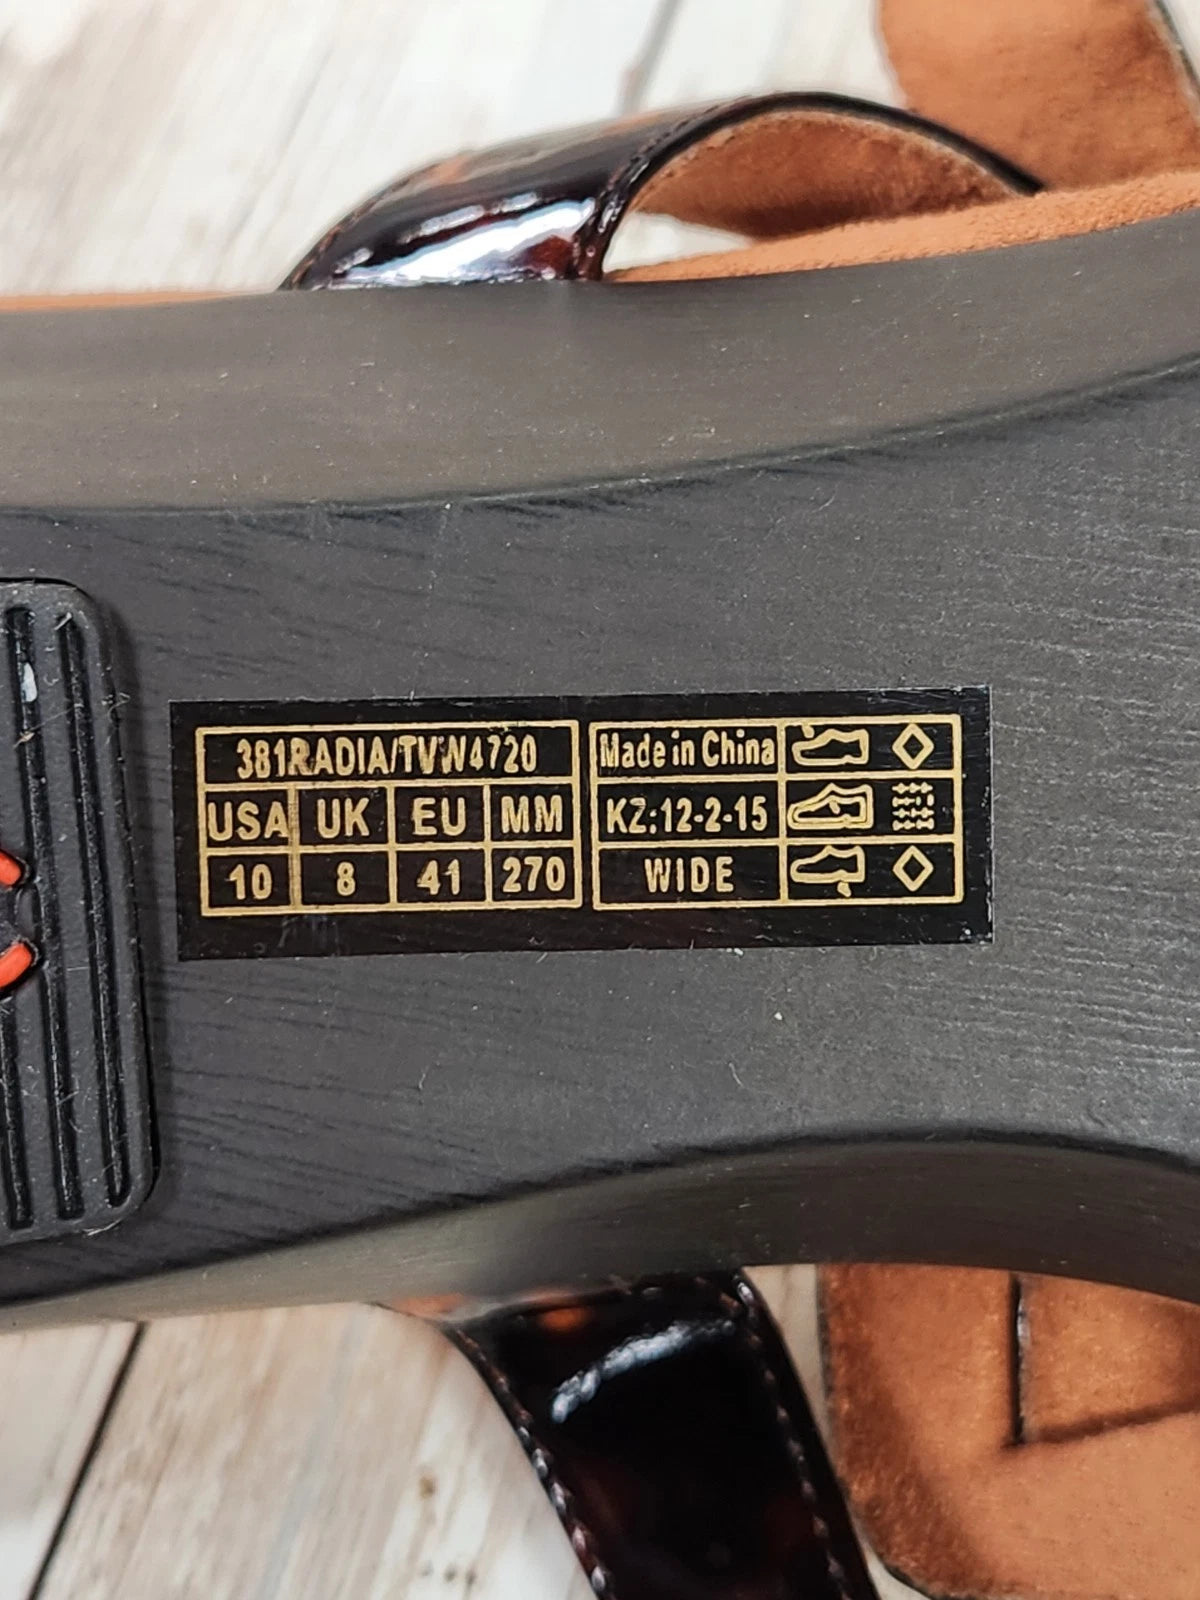 381RADIA/TVW4720
USA UK EU MM
10 8 41 270
Made in China
KZ:12-2-15
WIDE